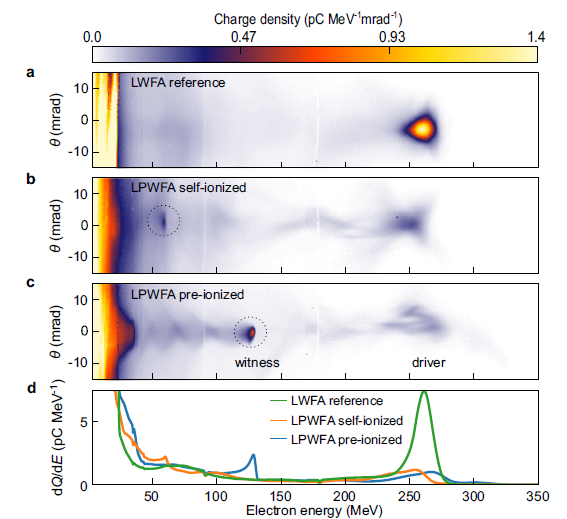 Charge density (pC MeV⁻¹mrad⁻¹)
0.0 0.47 0.93 1.4
a
LWFA reference
10
0
-10
θ (mrad)
b
LPWFA self-ionized
10
0
-10
θ (mrad)
c
LPWFA pre-ionized
10
0
-10
θ (mrad)
witness driver
d
LWFA reference
LPWFA self-ionized
LPWFA pre-ionized
5
0
dQ/dE (pC MeV⁻¹)
50 100 150 200 250 300 350
Electron energy (MeV)